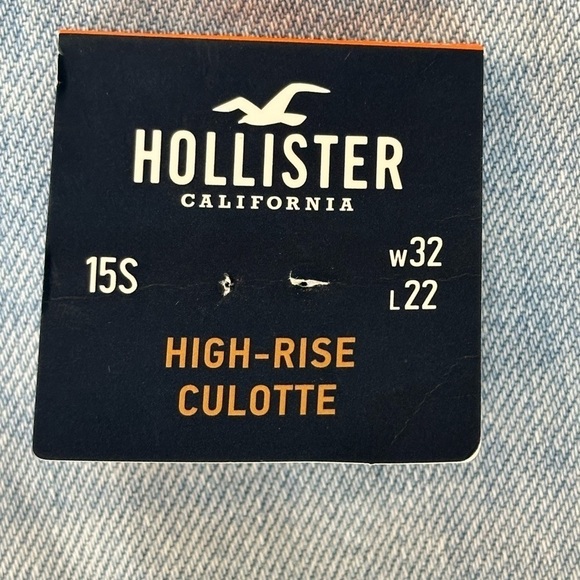 HOLLISTER
CALIFORNIA
15S
W32
L22
HIGH-RISE
CULOTTE